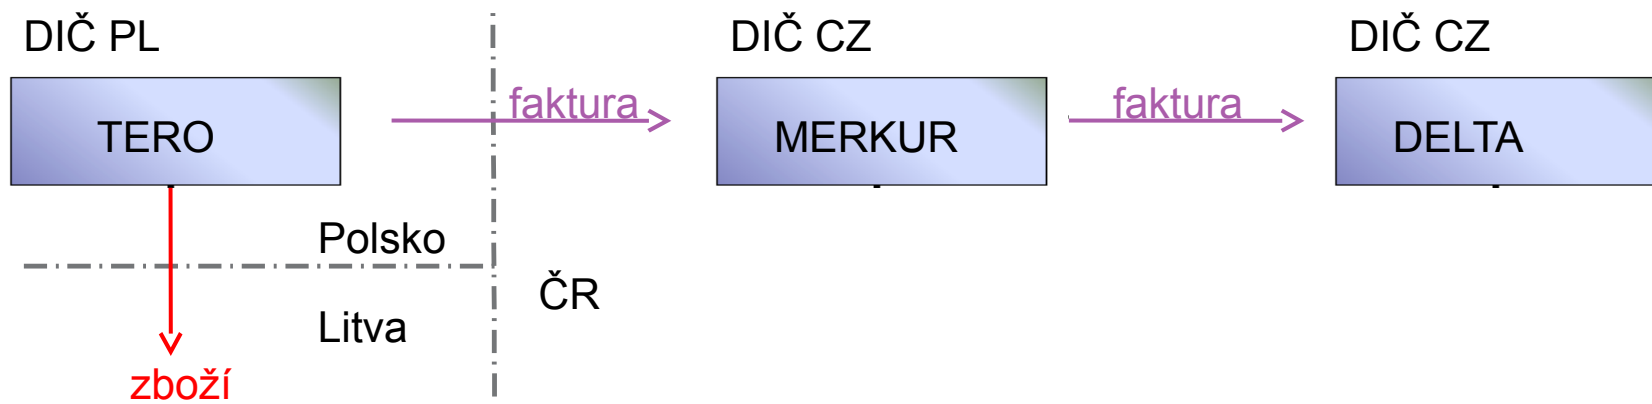 DIČ PL
DIČ CZ
DIČ CZ
faktura
faktura
TERO
MERKUR
DELTA
Polsko
ČR
Litva
zboží